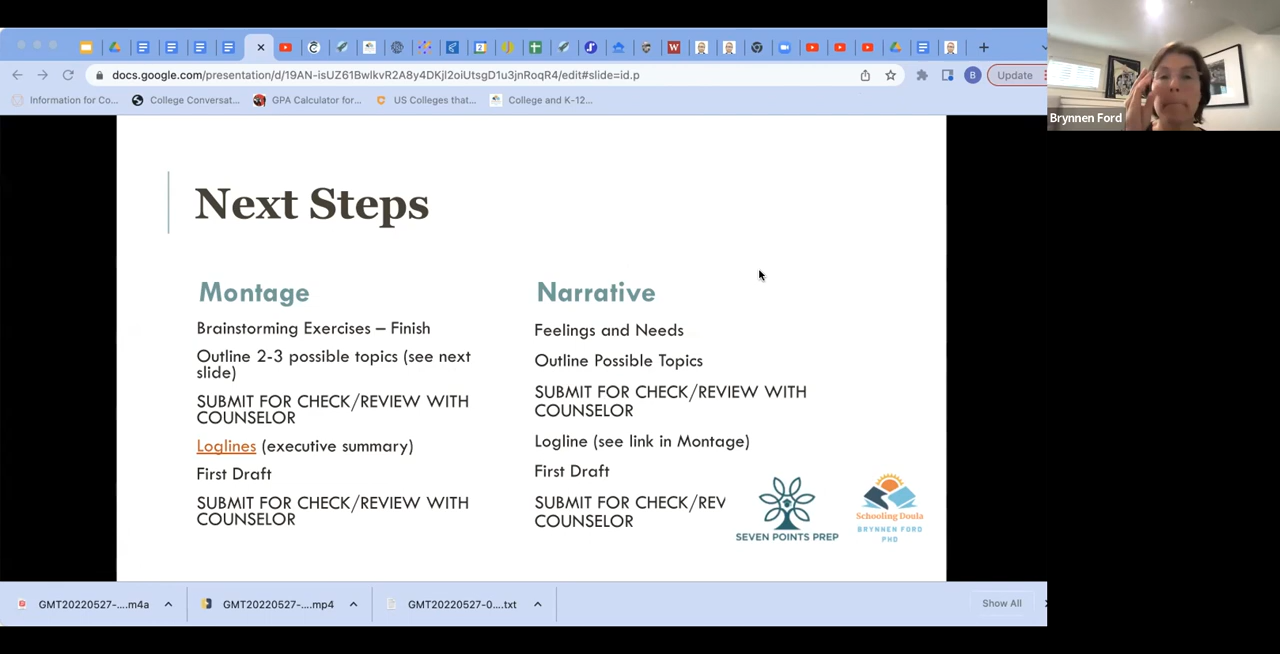 docs.google.com/presentation/d/19AN-isUZ61BwlkvR2A8y4DKjl2oiUtsgD1u3jnRoqR4/edit#slide=id.p
B
Update
Information for Co...
College Conversat...
GPA Calculator for...
US Colleges that...
College and K-12...
Brynnen Ford
Next Steps
Montage
Brainstorming Exercises – Finish
Outline 2-3 possible topics (see next
slide)
SUBMIT FOR CHECK/REVIEW WITH
COUNSELOR
Loglines (executive summary)
First Draft
SUBMIT FOR CHECK/REVIEW WITH
COUNSELOR
Narrative
Feelings and Needs
Outline Possible Topics
SUBMIT FOR CHECK/REVIEW WITH
COUNSELOR
Logline (see link in Montage)
First Draft
SUBMIT FOR CHECK/REV
COUNSELOR
SEVEN POINTS PREP
Schooling Doula
BRYNNEN FORD
PHD
GMT20220527-....m4a
GMT20220527-....mp4
GMT20220527-0....txt
Show All